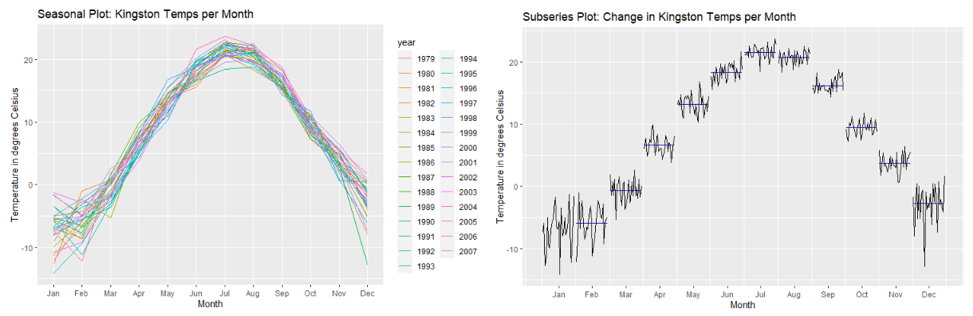 Seasonal Plot: Kingston Temps per Month
Temperature in degrees Celsius
20
10
0
-10
Jan Feb Mar Apr May Jun Jul Aug Sep Oct Nov Dec
Month
year
1979 1994
1980 1995
1981 1996
1982 1997
1983 1998
1984 1999
1985 2000
1986 2001
1987 2002
1988 2003
1989 2004
1990 2005
1991 2006
1992 2007
1993
Subseries Plot: Change in Kingston Temps per Month
Temperature in degrees Celsius
20
10
0
-10
Jan Feb Mar Apr May Jun Jul Aug Sep Oct Nov Dec
Month